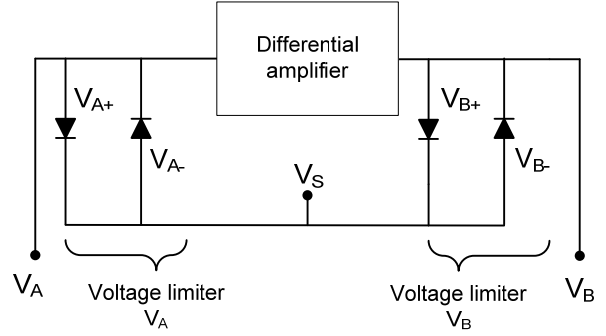 Differential
amplifier
VA+
VA-
VS
VB+
VB-
VA
Voltage limiter
VA
Voltage limiter
VB
VB